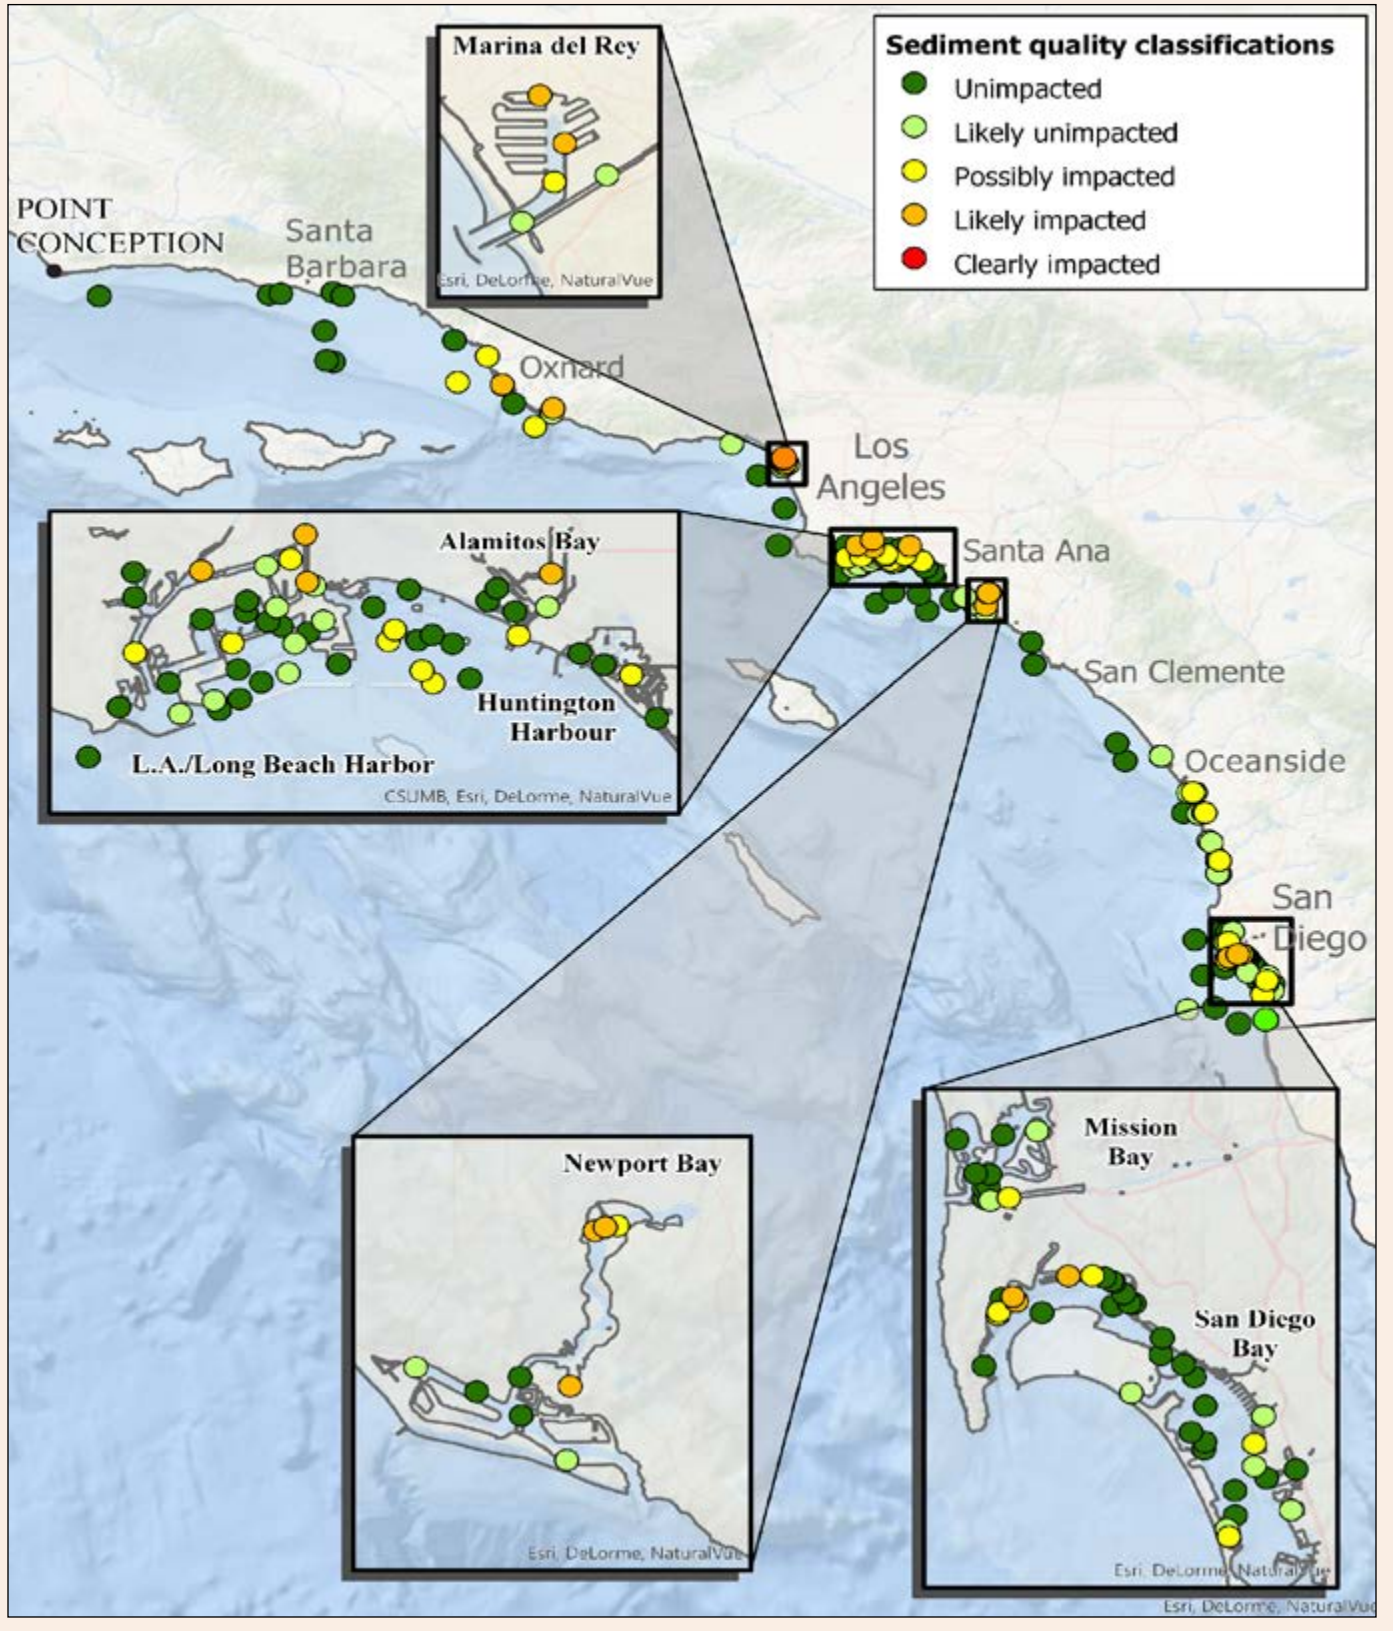 Marina del Rey
Esri, DeLorme, NaturalVue
Sediment quality classifications
Unimpacted
Likely unimpacted
Possibly impacted
Likely impacted
Clearly impacted
POINT
CONCEPTION
Santa
Barbara
Oxnard
Los
Angeles
Santa Ana
San Clemente
Oceanside
San
Diego
Alamitos Bay
Huntington
Harbour
L.A./Long Beach Harbor
CSUMB, Esri, DeLorme, NaturalVue
Newport Bay
Esri, DeLorme, NaturalVue
Mission
Bay
San Diego
Bay
Esri, DeLorme, NaturalVue
Esri, DeLorme, NaturalVue